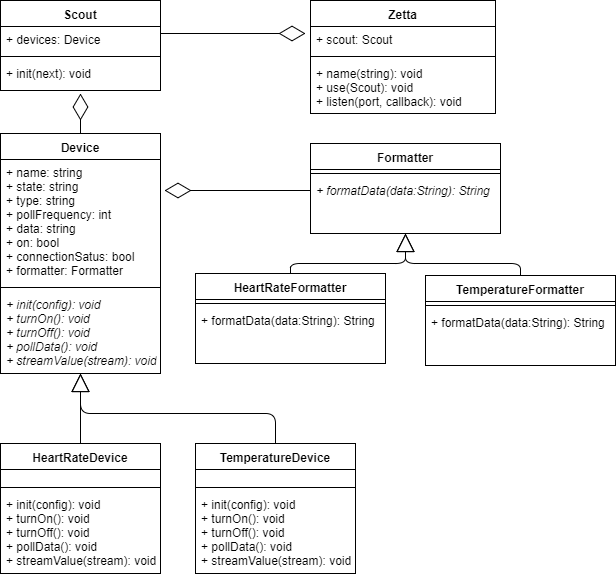 Scout
+ devices: Device
+ init(next): void
Zetta
+ scout: Scout
+ name(string): void
+ use(Scout): void
+ listen(port, callback): void
Device
+ name: string
+ state: string
+ type: string
+ pollFrequency: int
+ data: string
+ on: bool
+ connectionSatus: bool
+ formatter: Formatter
+ init(config): void
+ turnOn(): void
+ turnOff(): void
+ pollData(): void
+ streamValue(stream): void
Formatter
+ formatData(data:String): String
HeartRateFormatter
+ formatData(data:String): String
TemperatureFormatter
+ formatData(data:String): String
HeartRateDevice
+ init(config): void
+ turnOn(): void
+ turnOff(): void
+ pollData(): void
+ streamValue(stream): void
TemperatureDevice
+ init(config): void
+ turnOn(): void
+ turnOff(): void
+ pollData(): void
+ streamValue(stream): void